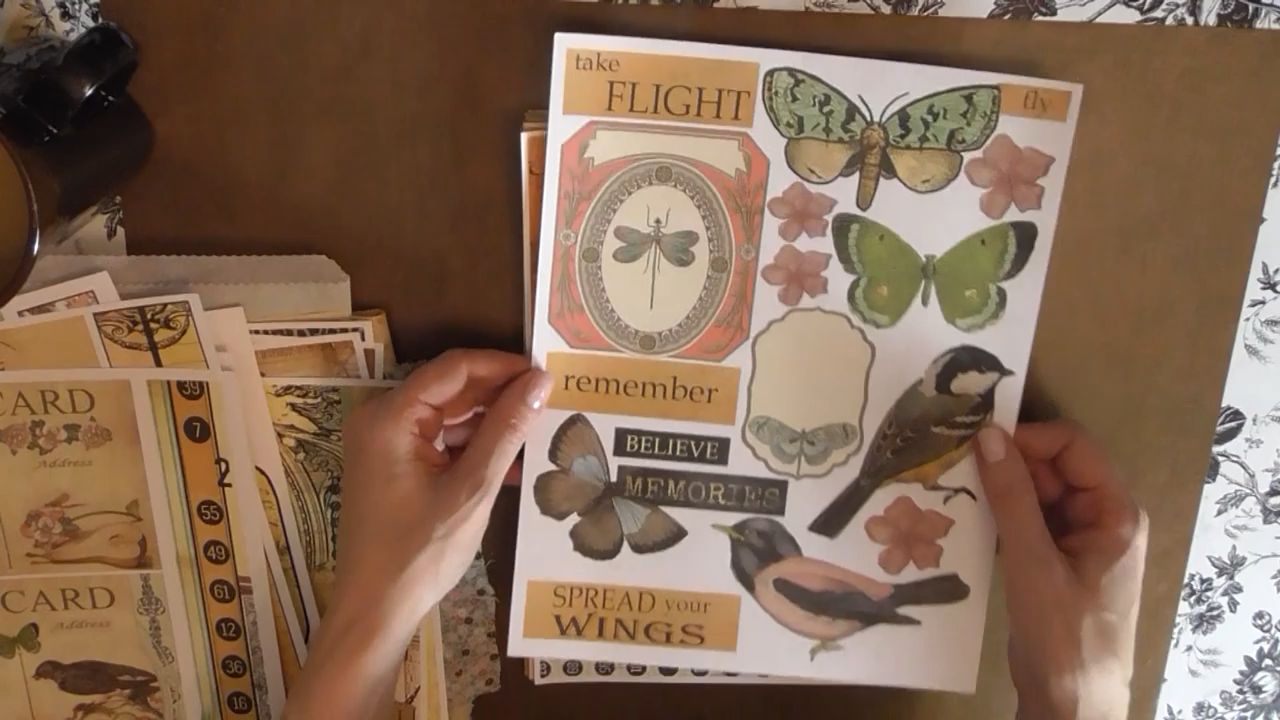 take
FLIGHT
fly
remember
BELIEVE
MEMORIES
SPREAD your
WINGS
CARD
Address
CARD
Address
39
7
2
55
49
61
12
36
16